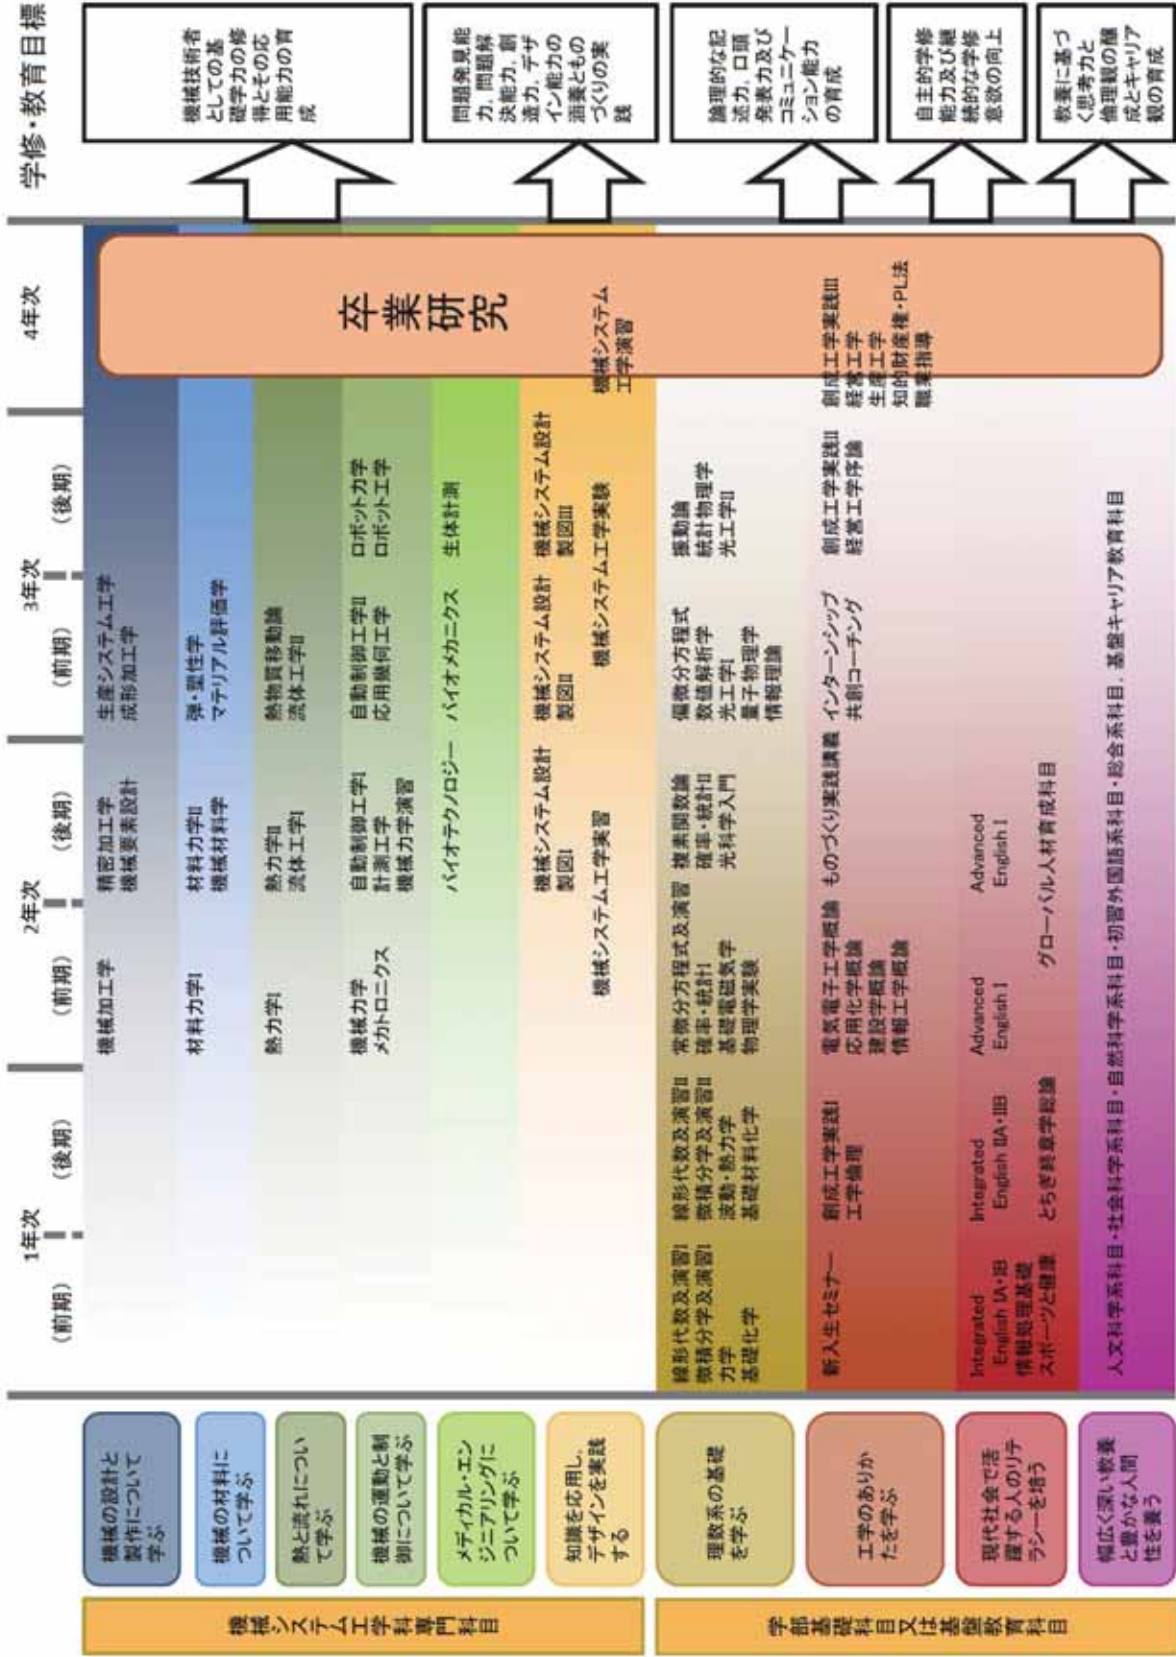 学修・教育目標
1年次
2年次
3年次
4年次
(前期)
(後期)
(前期)
(後期)
(前期)
(後期)
機械システム工学科専門科目
機械の設計と
製作について
学ぶ
機械加工学
精密加工学
機械要素設計
生産システム工学
成形加工学
機械の材料に
ついて学ぶ
材料力学I
材料力学II
機械材料学
弾・塑性学
マテリアル評価学
熱と流れについ
て学ぶ
熱力学I
熱力学II
流体工学I
熱物質移動論
流体工学II
機械の運動と制
御について学ぶ
機械力学
メカトロニクス
自動制御工学I
計測工学
機械力学演習
自動制御工学II
応用幾何工学
ロボット力学
ロボット工学
メディカル・エン
ジニアリングに
ついて学ぶ
バイオテクノロジー
バイオメカニクス
生体計測
知識を応用し、
デザインを実践
する
機械システム設計
製図I
機械システム設計
製図II
機械システム設計
製図III
機械システム工学実習
機械システム工学実験
機械システム
工学演習
卒業研究
学部基礎科目又は基盤教育科目
理数系の基礎
を学ぶ
線形代数及演習I
微積分学及演習I
力学
基礎化学
線形代数及演習II
微積分学及演習II
波動・熱力学
基礎材料化学
常微分方程式及演習
確率・統計I
基礎電磁気学
物理学実験
複素関数論
確率・統計II
光科学入門
偏微分方程式
数値解析学
光工学I
量子物理学
情報理論
振動論
統計物理学
光工学II
工学のありか
たを学ぶ
新入生セミナー
創成工学実践I
工学倫理
電気電子工学概論
応用化学概論
建設学概論
情報工学概論
ものづくり実践講義
インターンシップ
共創コーチング
創成工学実践II
経営工学序論
創成工学実践III
経営工学
生産工学
知的財産権・PL法
職業指導
現代社会で活
躍する人のリテ
ラシーを培う
Integrated
English IA・IB
情報処理基礎
スポーツと健康
Integrated
English IIA・IIB
とちぎ終章学総論
Advanced
English I
Advanced
English I
グローバル人材育成科目
幅広く深い教養
と豊かな人間
性を養う
人文科学系科目・社会科学系科目・自然科学系科目・初習外国語系科目・総合系科目、基盤キャリア教育科目
機械技術者
としての基
礎学力の修
得とその応
用能力の育
成
問題発見能
力、問題解
決能力、創
造力、デザ
イン能力の
涵養ともの
づくりの実
践
論理的な記
述力、口頭
発表力及び
コミュニケー
ション能力
の育成
自主的学修
能力及び継
続的な学修
意欲の向上
教養に基づ
く思考力と
倫理観の醸
成とキャリア
観の育成